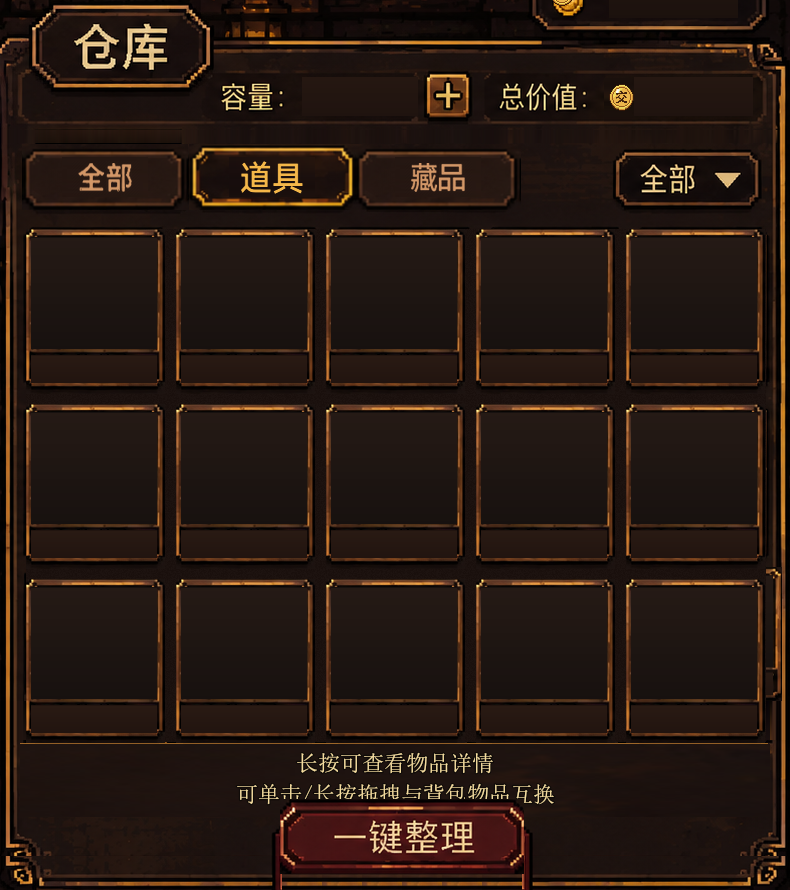 仓库
容量：
+
总价值：
交
全部
道具
藏品
全部
长按可查看物品详情
可单击/长按拖拽与背包物品互换
一键整理